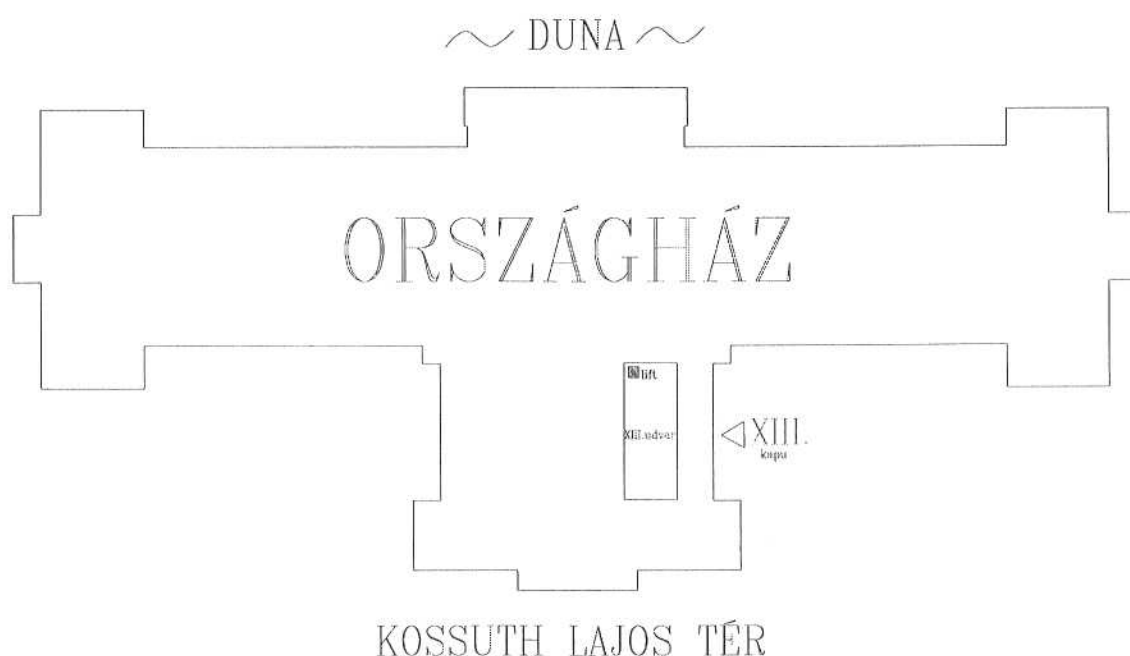 DUNA
ORSZÁGHÁZ
lift
XIII.udvar
XIII.
kapu
KOSSUTH LAJOS TÉR